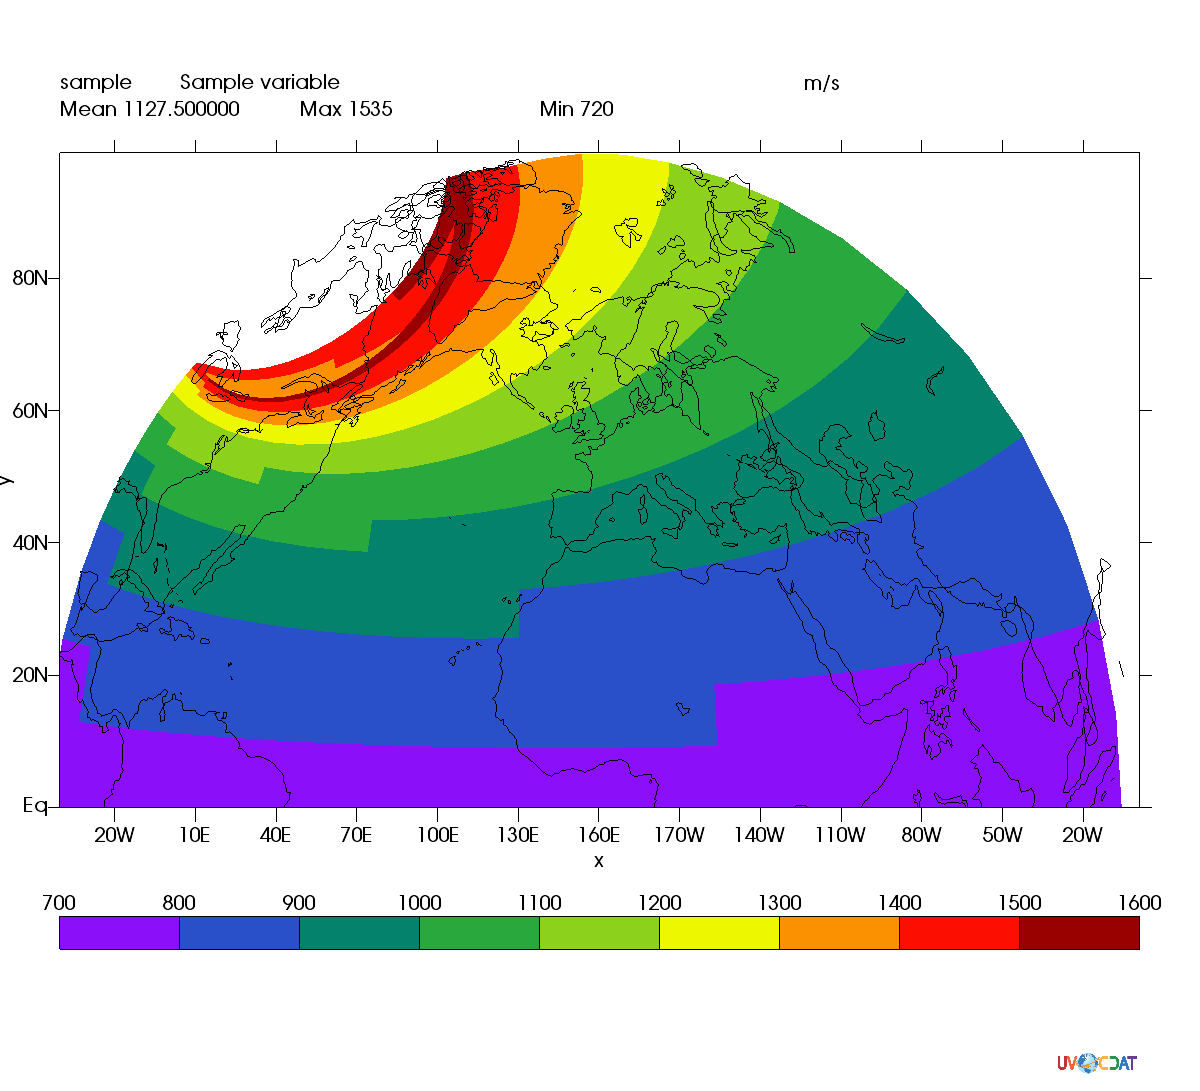 sample Sample variable m/s
Mean 1127.500000 Max 1535 Min 720
80N
60N
y
40N
20N
Eq
20W 10E 40E 70E 100E 130E 160E 170W 140W 110W 80W 50W 20W
x
700 800 900 1000 1100 1200 1300 1400 1500 1600
UV CDAT